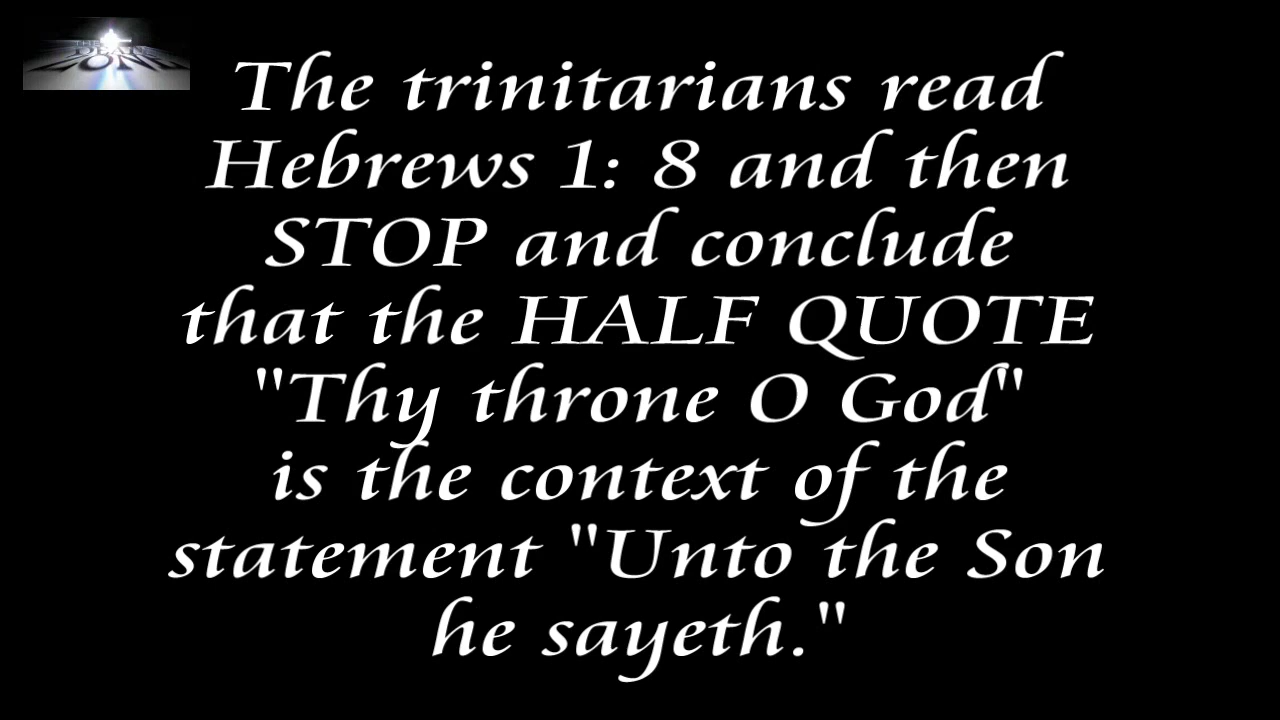 The trinitarians read
Hebrews 1: 8 and then
STOP and conclude
that the HALF QUOTE
"Thy throne O God"
is the context of the
statement "Unto the Son
he sayeth."